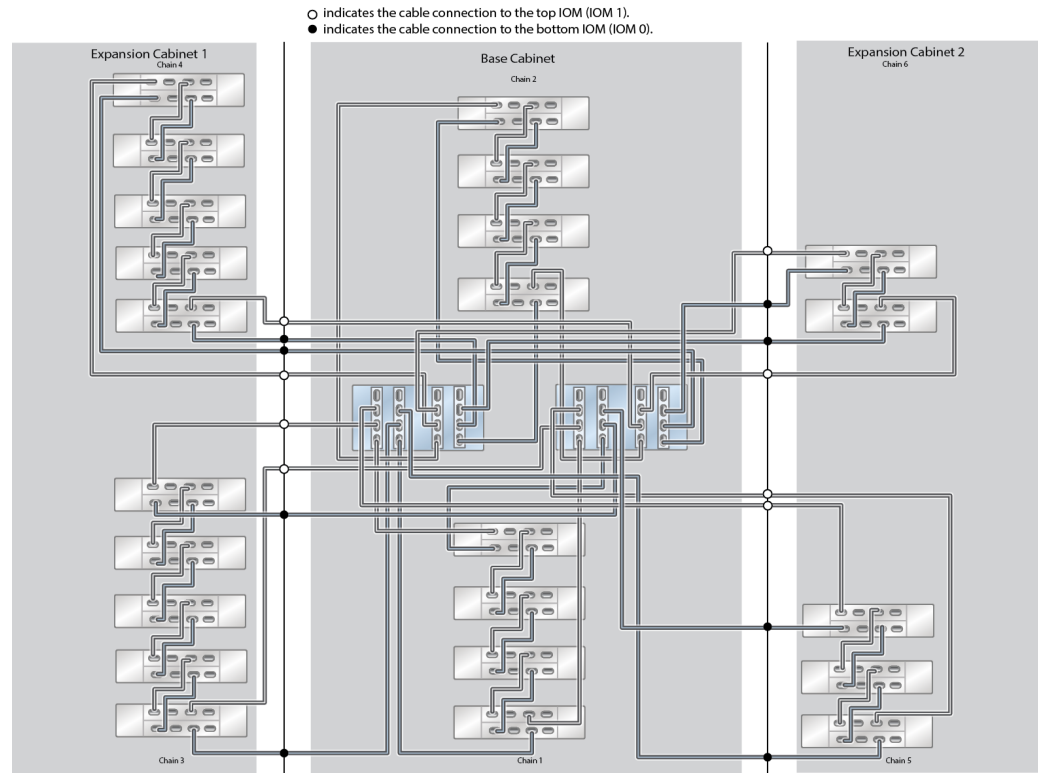 indicates the cable connection to the top IOM (IOM 1).
indicates the cable connection to the bottom IOM (IOM 0).
Expansion Cabinet 1
Chain 4
Base Cabinet
Chain 2
Expansion Cabinet 2
Chain 6
Chain 3
Chain 1
Chain 5